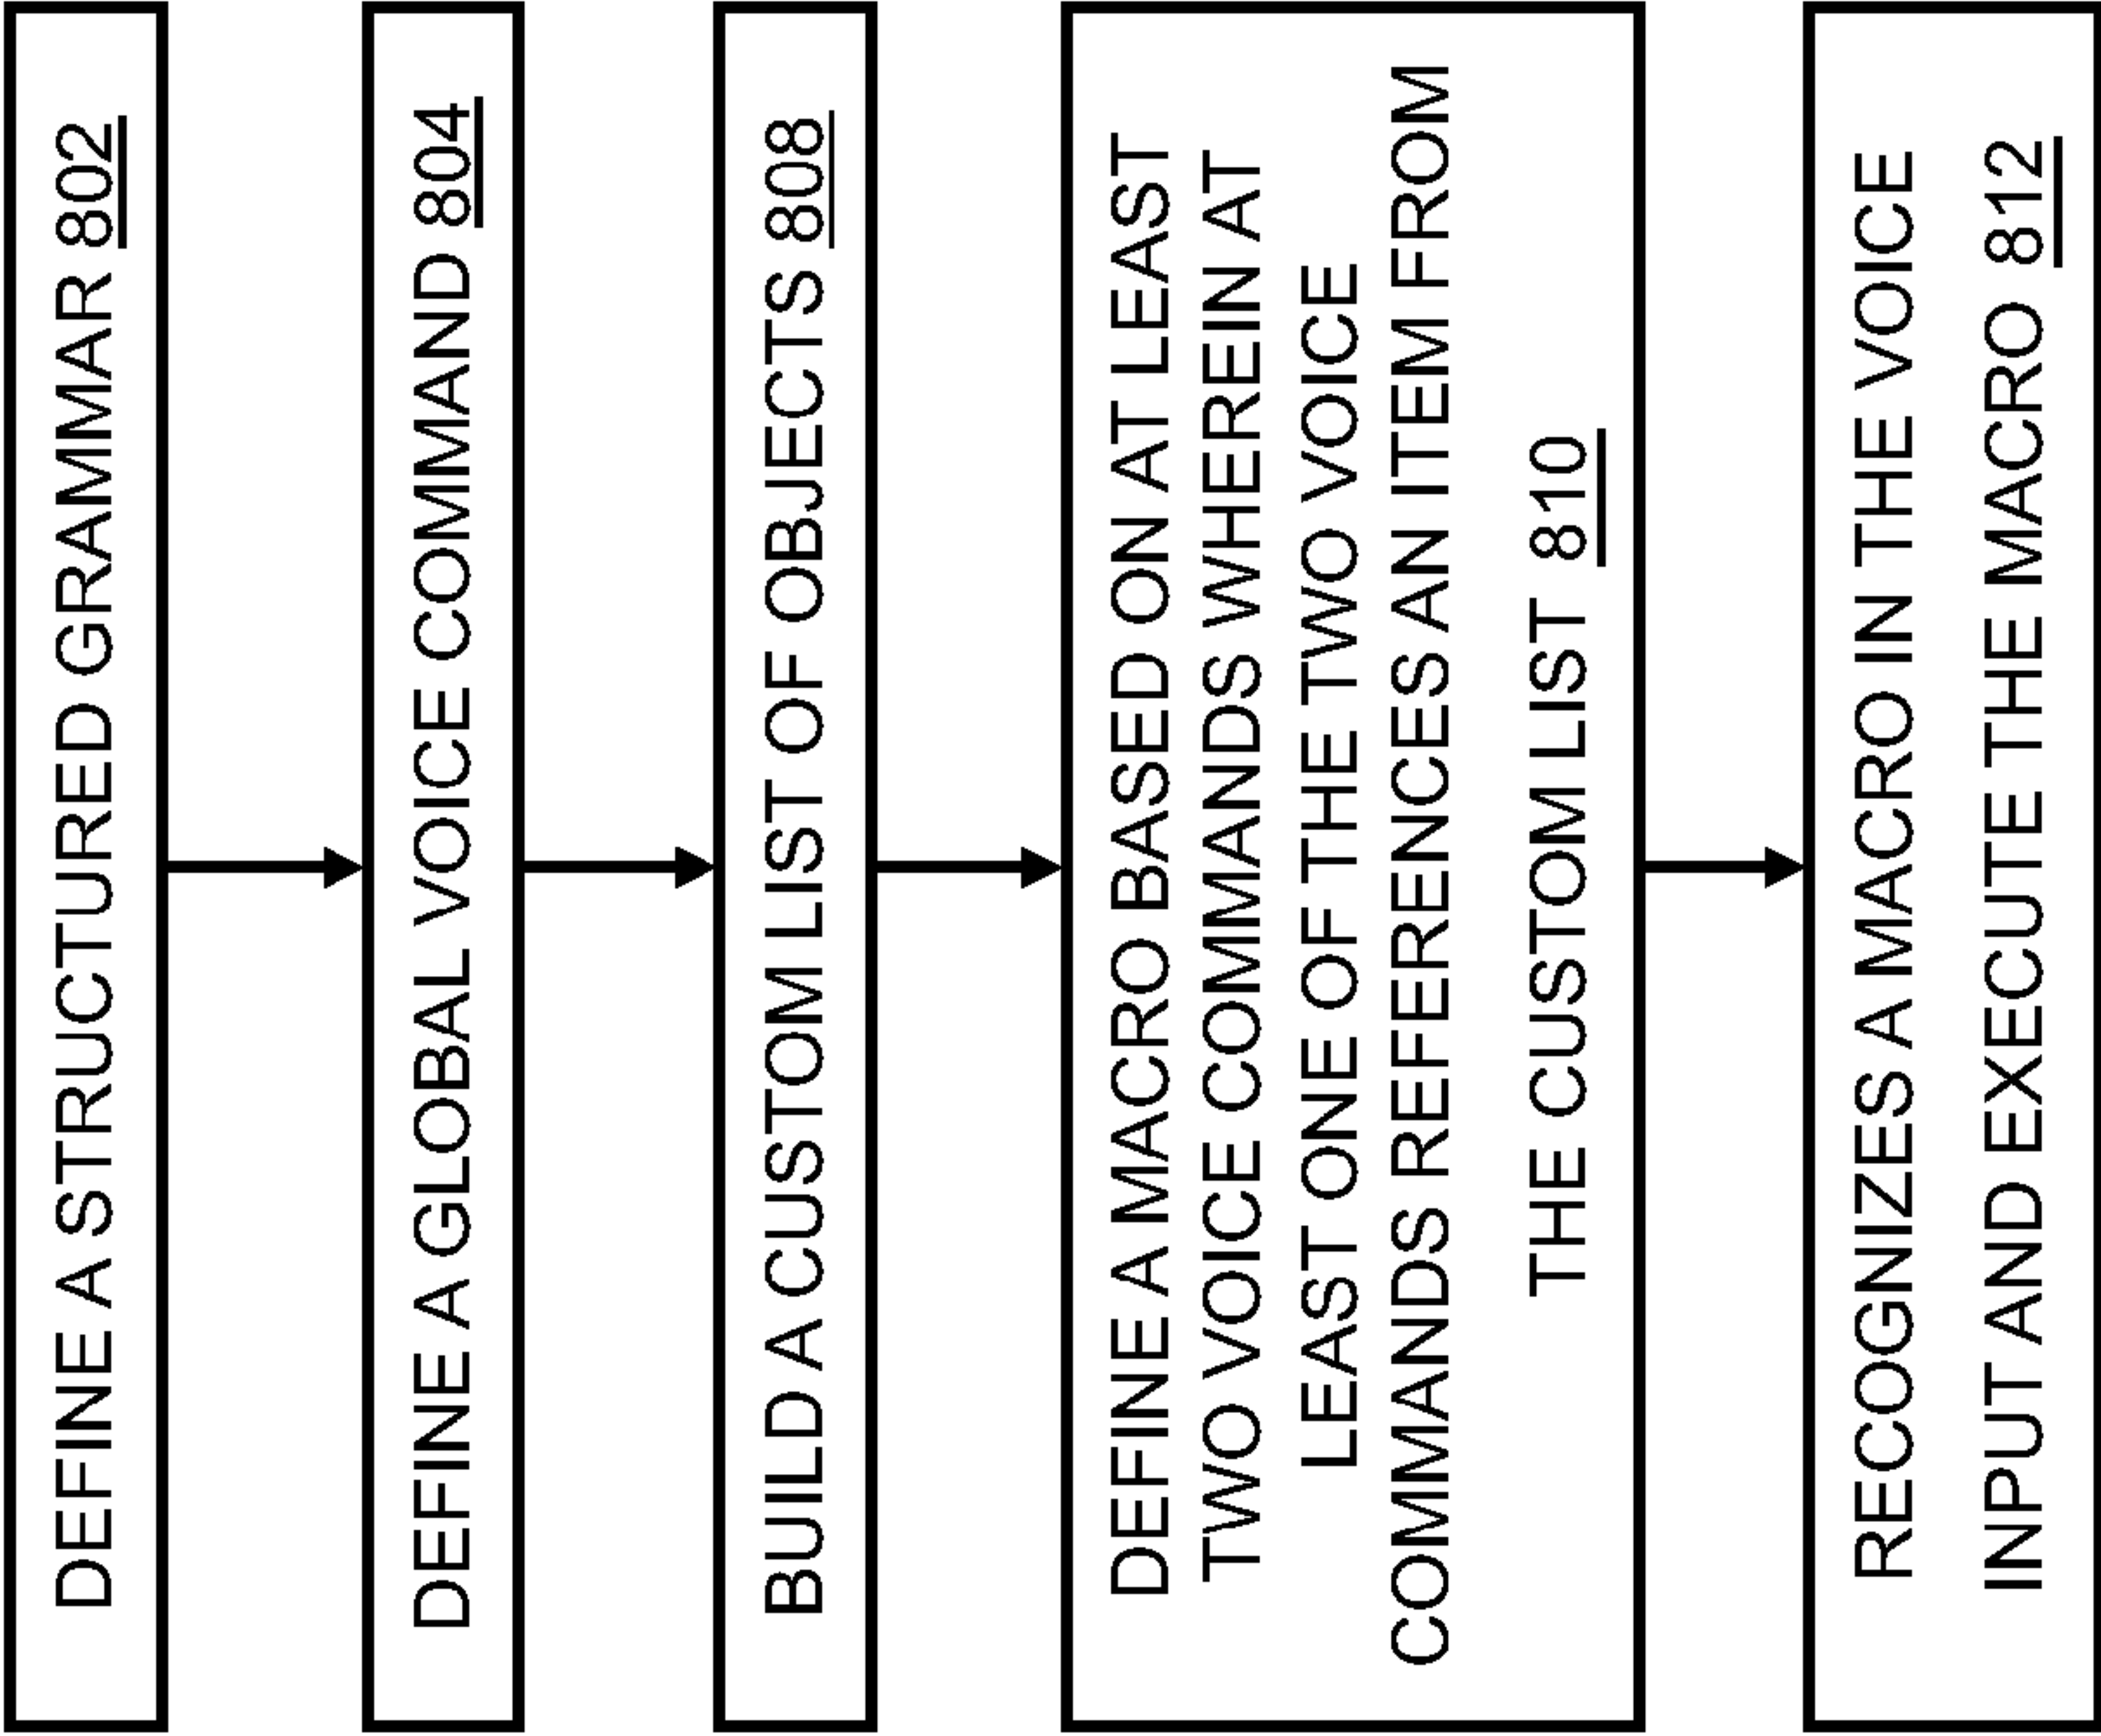 DEFINE A STRUCTURED GRAMMAR 802
DEFINE A GLOBAL VOICE COMMAND 804
BUILD A CUSTOM LIST OF OBJECTS 808
DEFINE A MACRO BASED ON AT LEAST
TWO VOICE COMMANDS WHEREIN AT
LEAST ONE OF THE TWO VOICE
COMMANDS REFERENCES AN ITEM FROM
THE CUSTOM LIST 810
RECOGNIZES A MACRO IN THE VOICE
INPUT AND EXECUTE THE MACRO 812